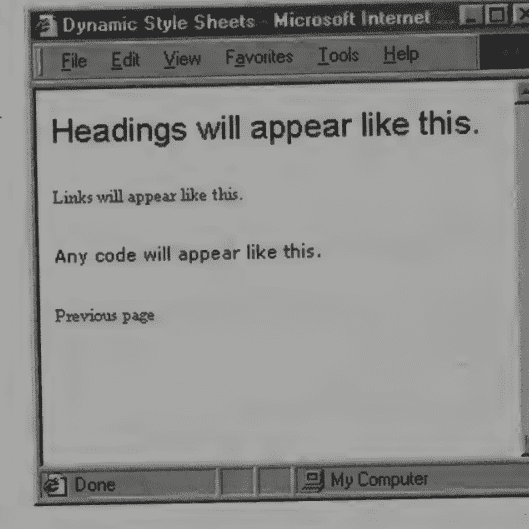 Dynamic Style Sheets - Microsoft Internet
File Edit View Favorites Tools Help
Headings will appear like this.
Links will appear like this.
Any code will appear like this.
Previous page
Done My Computer